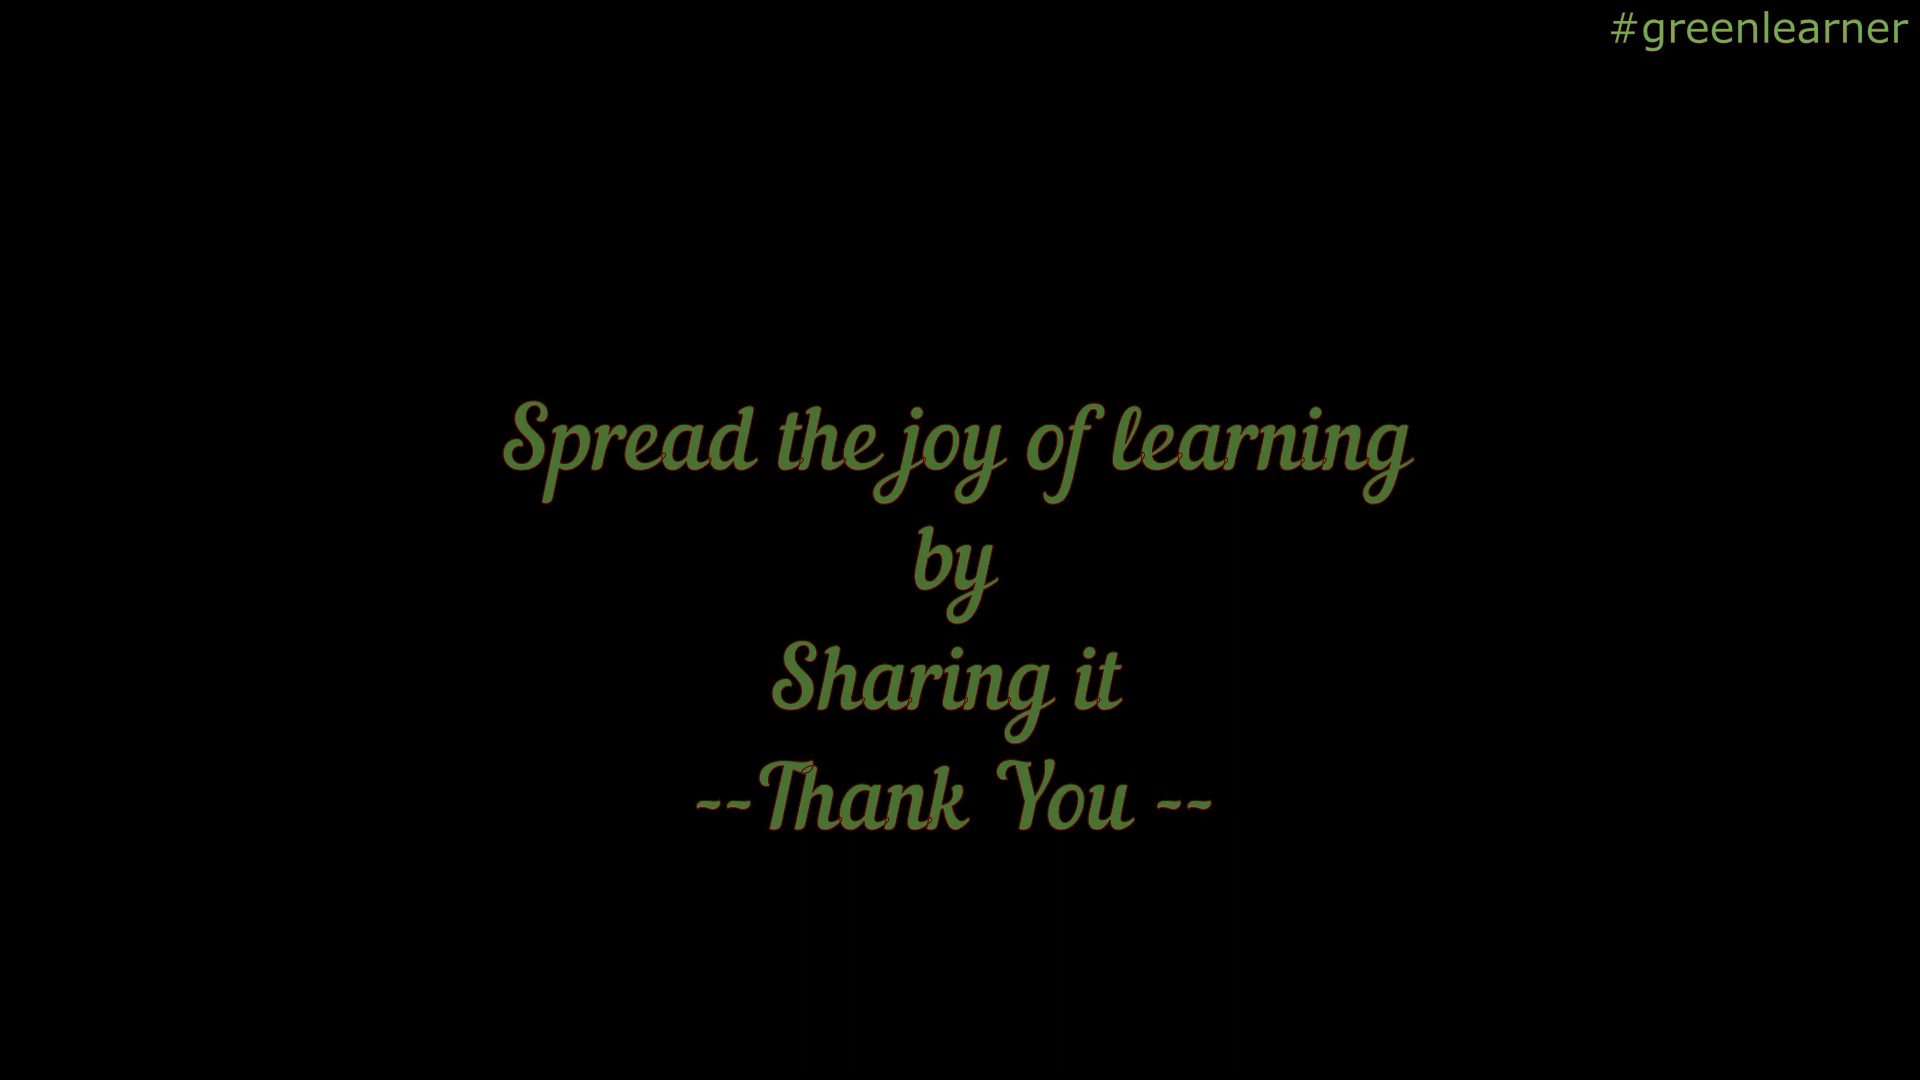 #greenlearner
Spread the joy of learning
by
Sharing it
--Thank You --